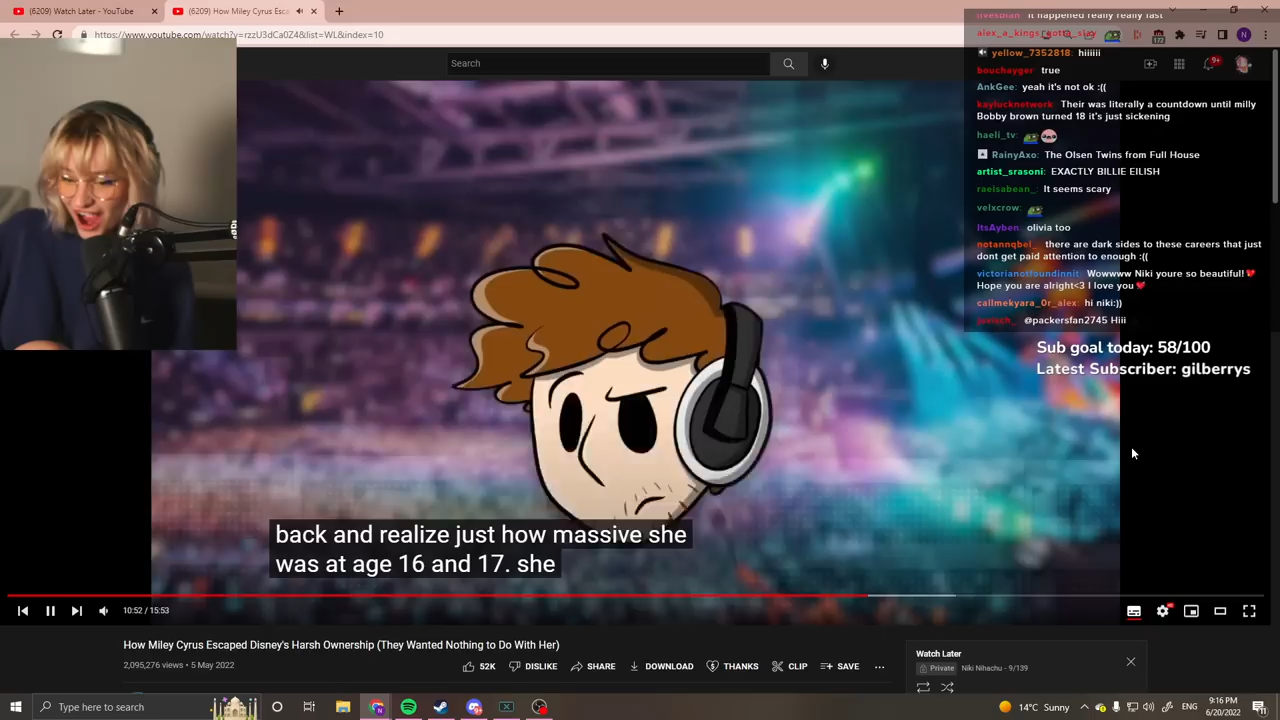 (6209) Watch Later - YouTube
(6209) How Miley Cyrus Esca
https://www.youtube.com/watch?v=rzzU3dCa0Z4&list=WL&index=10
Search
it happened really really fast
alex_a_kings
172
N
yellow_7352818: hiiiiii
bouchayger true
AnkGee: yeah it's not ok :((
kayfucknetwork Their was literally a countdown until milly
Bobby brown turned 18 it's just sickening
haeli_tv:
RainyAxo: The Olsen Twins from Full House
artist_srasoni: EXACTLY BILLIE EILISH
raeisabean_: It seems scary
velxcrow:
ItsAyben: olivia too
notannqbel_ there are dark sides to these careers that just
dont get paid attention to enough :((
victorianotfoundinnit: Wowwww Niki youre so beautiful!
Hope you are alright<3 I love you
callmekyara_0r_alex: hi niki:))
@packersfan2745 Hiii
9+
Sub goal today: 58/100
Latest Subscriber: gilberrys
back and realize just how massive she
was at age 16 and 17. she
10:52 / 15:53
How Miley Cyrus Escaped Disney's Harsh Ownership (They Wanted Nothing to Do With Her)
2,095,276 views • 5 May 2022
52K
DISLIKE
SHARE
DOWNLOAD
THANKS
CLIP
SAVE
Watch Later
Private
Niki Nihachu - 9/139
Type here to search
14°C Sunny
9:16 PM
6/20/2022